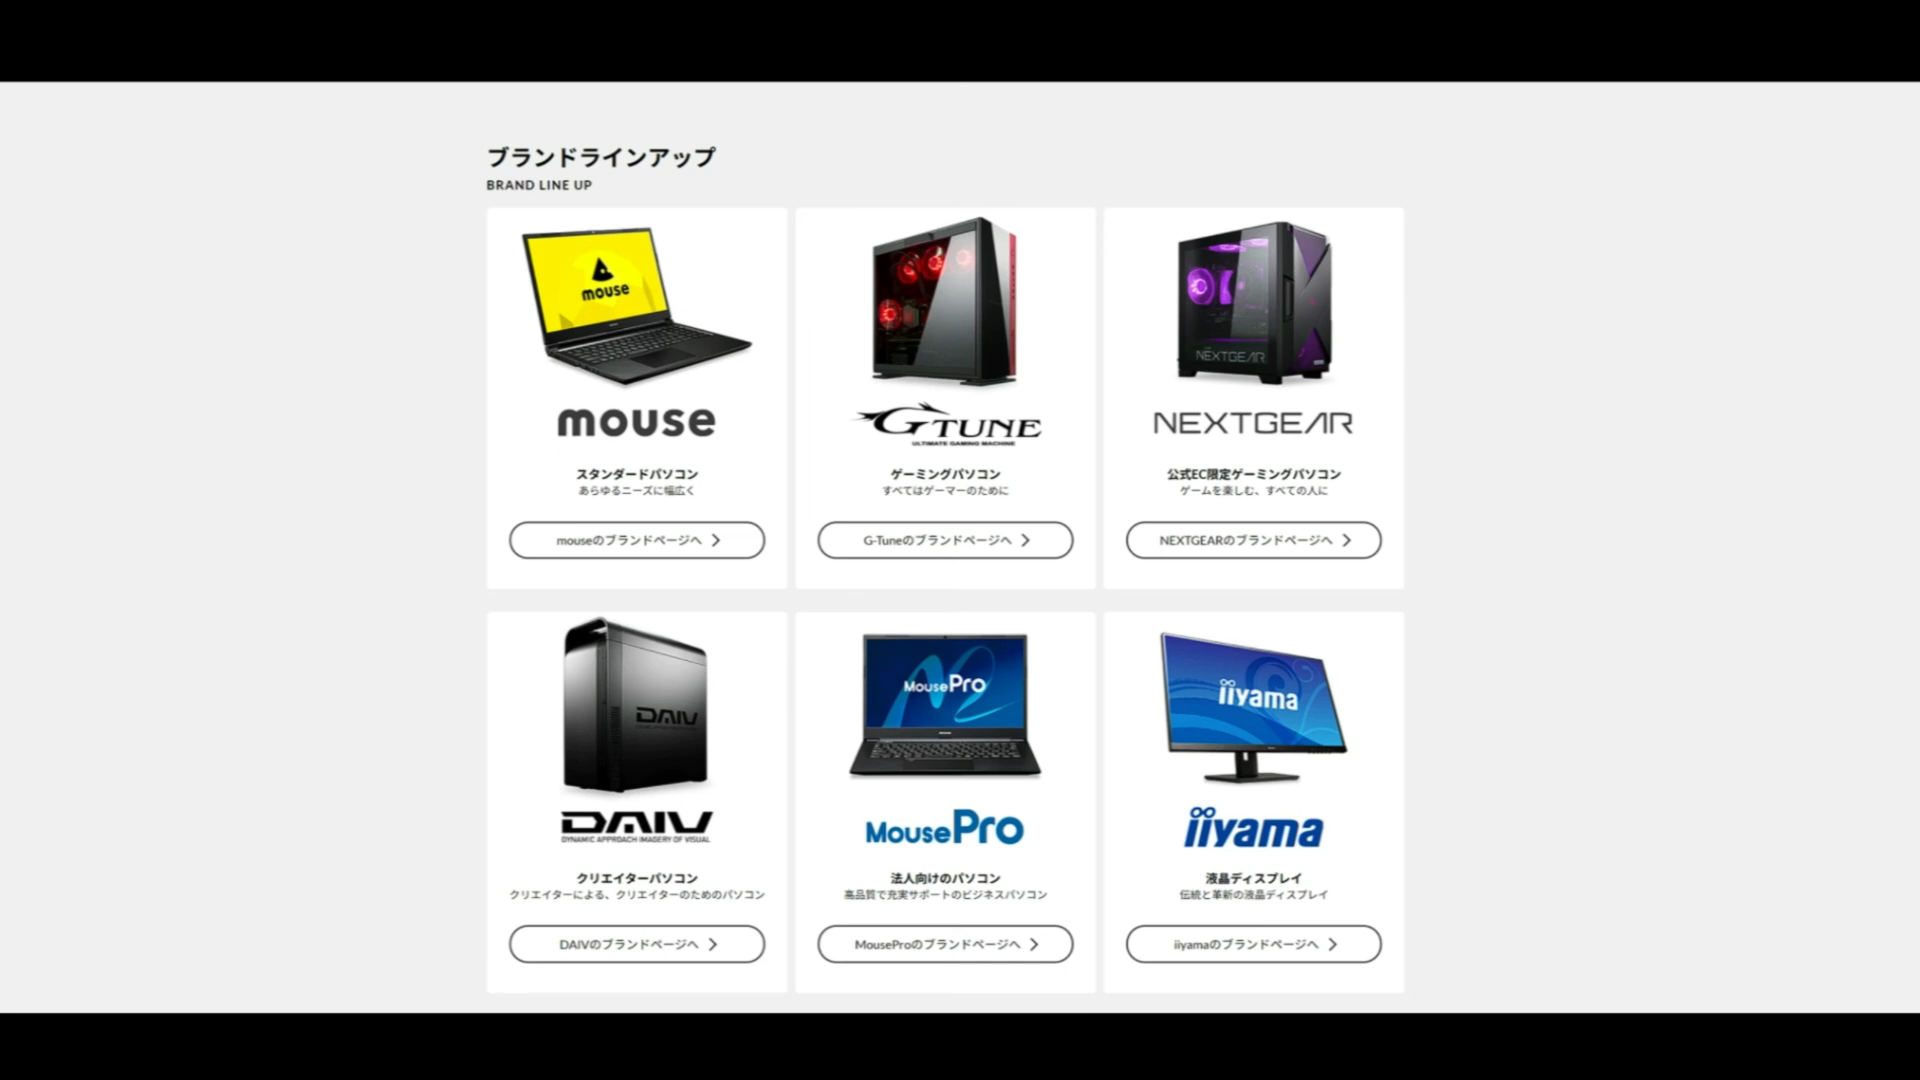 ブランドラインアップ
BRAND LINE UP
mouse
mouse
スタンダードパソコン
あらゆるニーズに幅広く
mouseのブランドページへ
G TUNE
ULTIMATE GAMING MACHINE
ゲーミングパソコン
すべてはゲーマーのために
G-Tuneのブランドページへ
NEXTGEAR
NEXTGEAR
公式EC限定ゲーミングパソコン
ゲームを楽しむ、すべての人に
NEXTGEARのブランドページへ
DAIV
DAIV
DYNAMIC APPROACH IMAGERY OF VISUAL
クリエイターパソコン
クリエイターによる、クリエイターのためのパソコン
DAIVのブランドページへ
MousePro
MousePro
法人向けのパソコン
高品質で充実サポートのビジネスパソコン
MouseProのブランドページへ
iiyama
iiyama
液晶ディスプレイ
伝統と革新の液晶ディスプレイ
iiyamaのブランドページへ